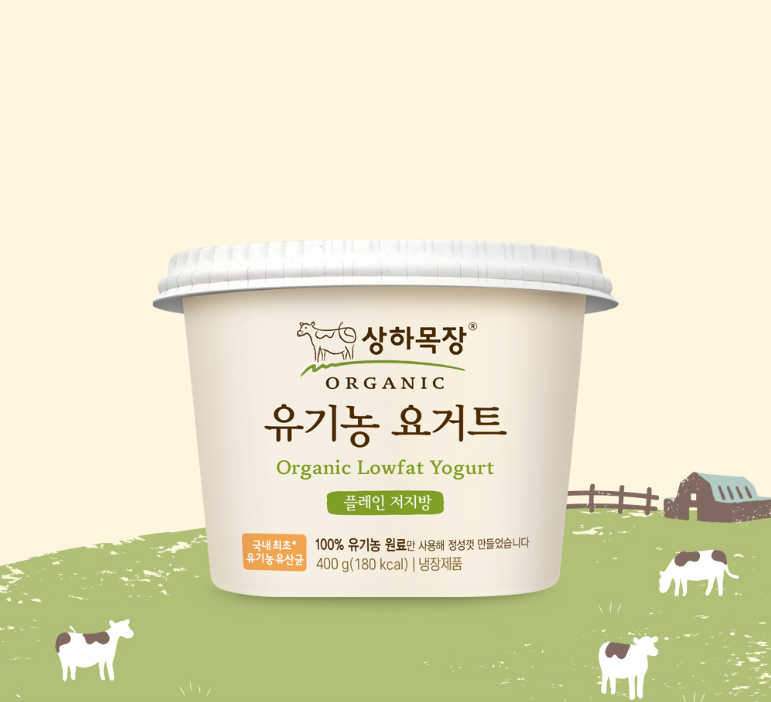 상하목장®
ORGANIC
유기농 요거트
Organic Lowfat Yogurt
플레인 저지방
국내 최초*
유기농 유산균
100% 유기농 원료만 사용해 정성껏 만들었습니다
400 g(180 kcal) | 냉장제품